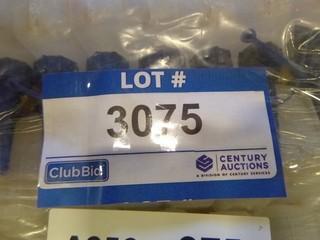 LOT #
3075
ClubBid
CENTURY
AUCTIONS
A DIVISION OF CENTURY SERVICES